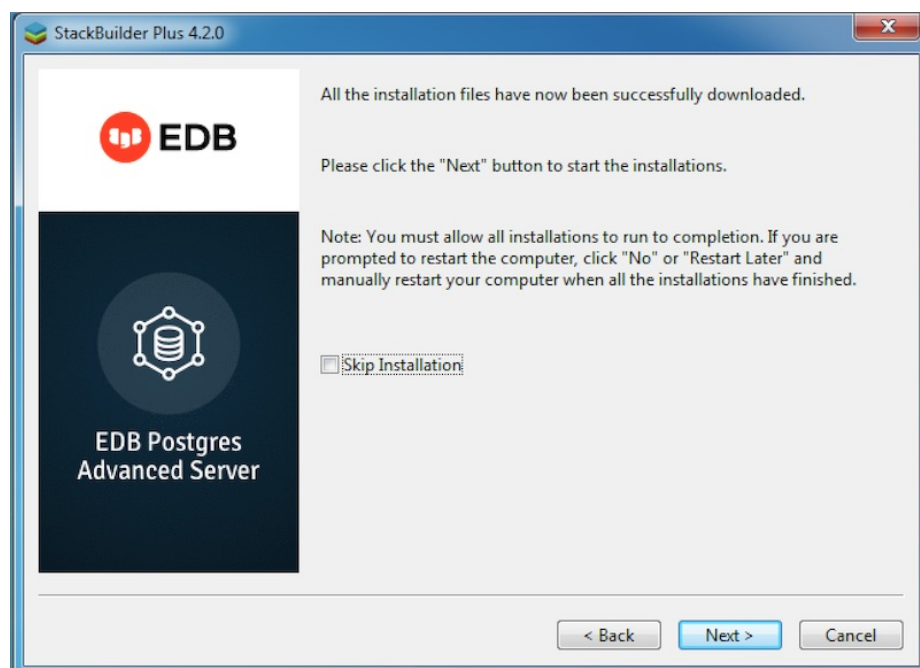 StackBuilder Plus 4.2.0
EDB
EDB Postgres
Advanced Server
All the installation files have now been successfully downloaded.
Please click the "Next" button to start the installations.
Note: You must allow all installations to run to completion. If you are
prompted to restart the computer, click "No" or "Restart Later" and
manually restart your computer when all the installations have finished.
Skip Installation
< Back
Next >
Cancel